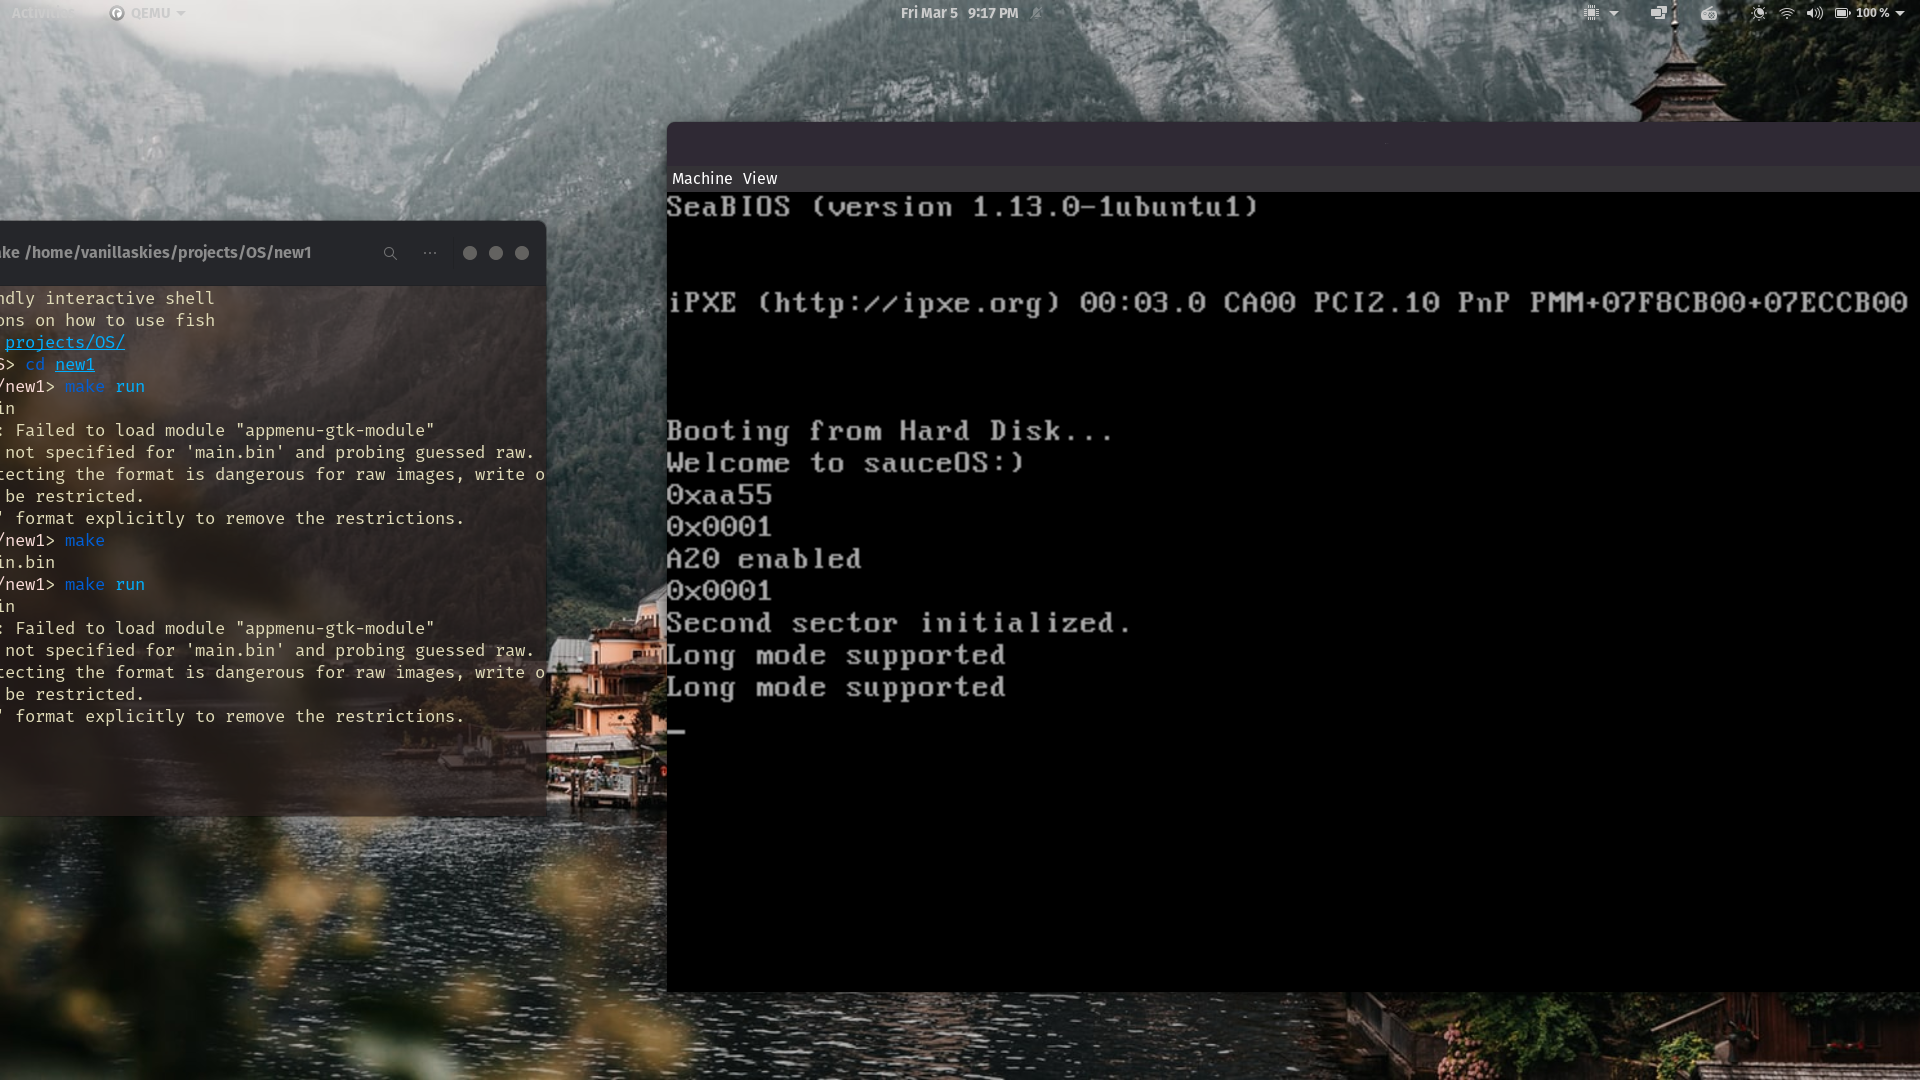 Activities QEMU Fri Mar 5 9:17 PM 100 %
ake /home/vanillaskies/projects/OS/new1
ndly interactive shell
ons on how to use fish
projects/OS/
S> cd new1
/new1> make run
in
: Failed to load module "appmenu-gtk-module"
not specified for 'main.bin' and probing guessed raw.
tecting the format is dangerous for raw images, write o
be restricted.
' format explicitly to remove the restrictions.
/new1> make
in.bin
/new1> make run
in
: Failed to load module "appmenu-gtk-module"
not specified for 'main.bin' and probing guessed raw.
tecting the format is dangerous for raw images, write o
be restricted.
' format explicitly to remove the restrictions.
Machine View
SeaBIOS (version 1.13.0-1ubuntu1)
iPXE (http://ipxe.org) 00:03.0 CA00 PCI2.10 PnP PMM+07F8CB00+07ECCB00
Booting from Hard Disk...
Welcome to sauceOS:)
0xaa55
0x0001
A20 enabled
0x0001
Second sector initialized.
Long mode supported
Long mode supported